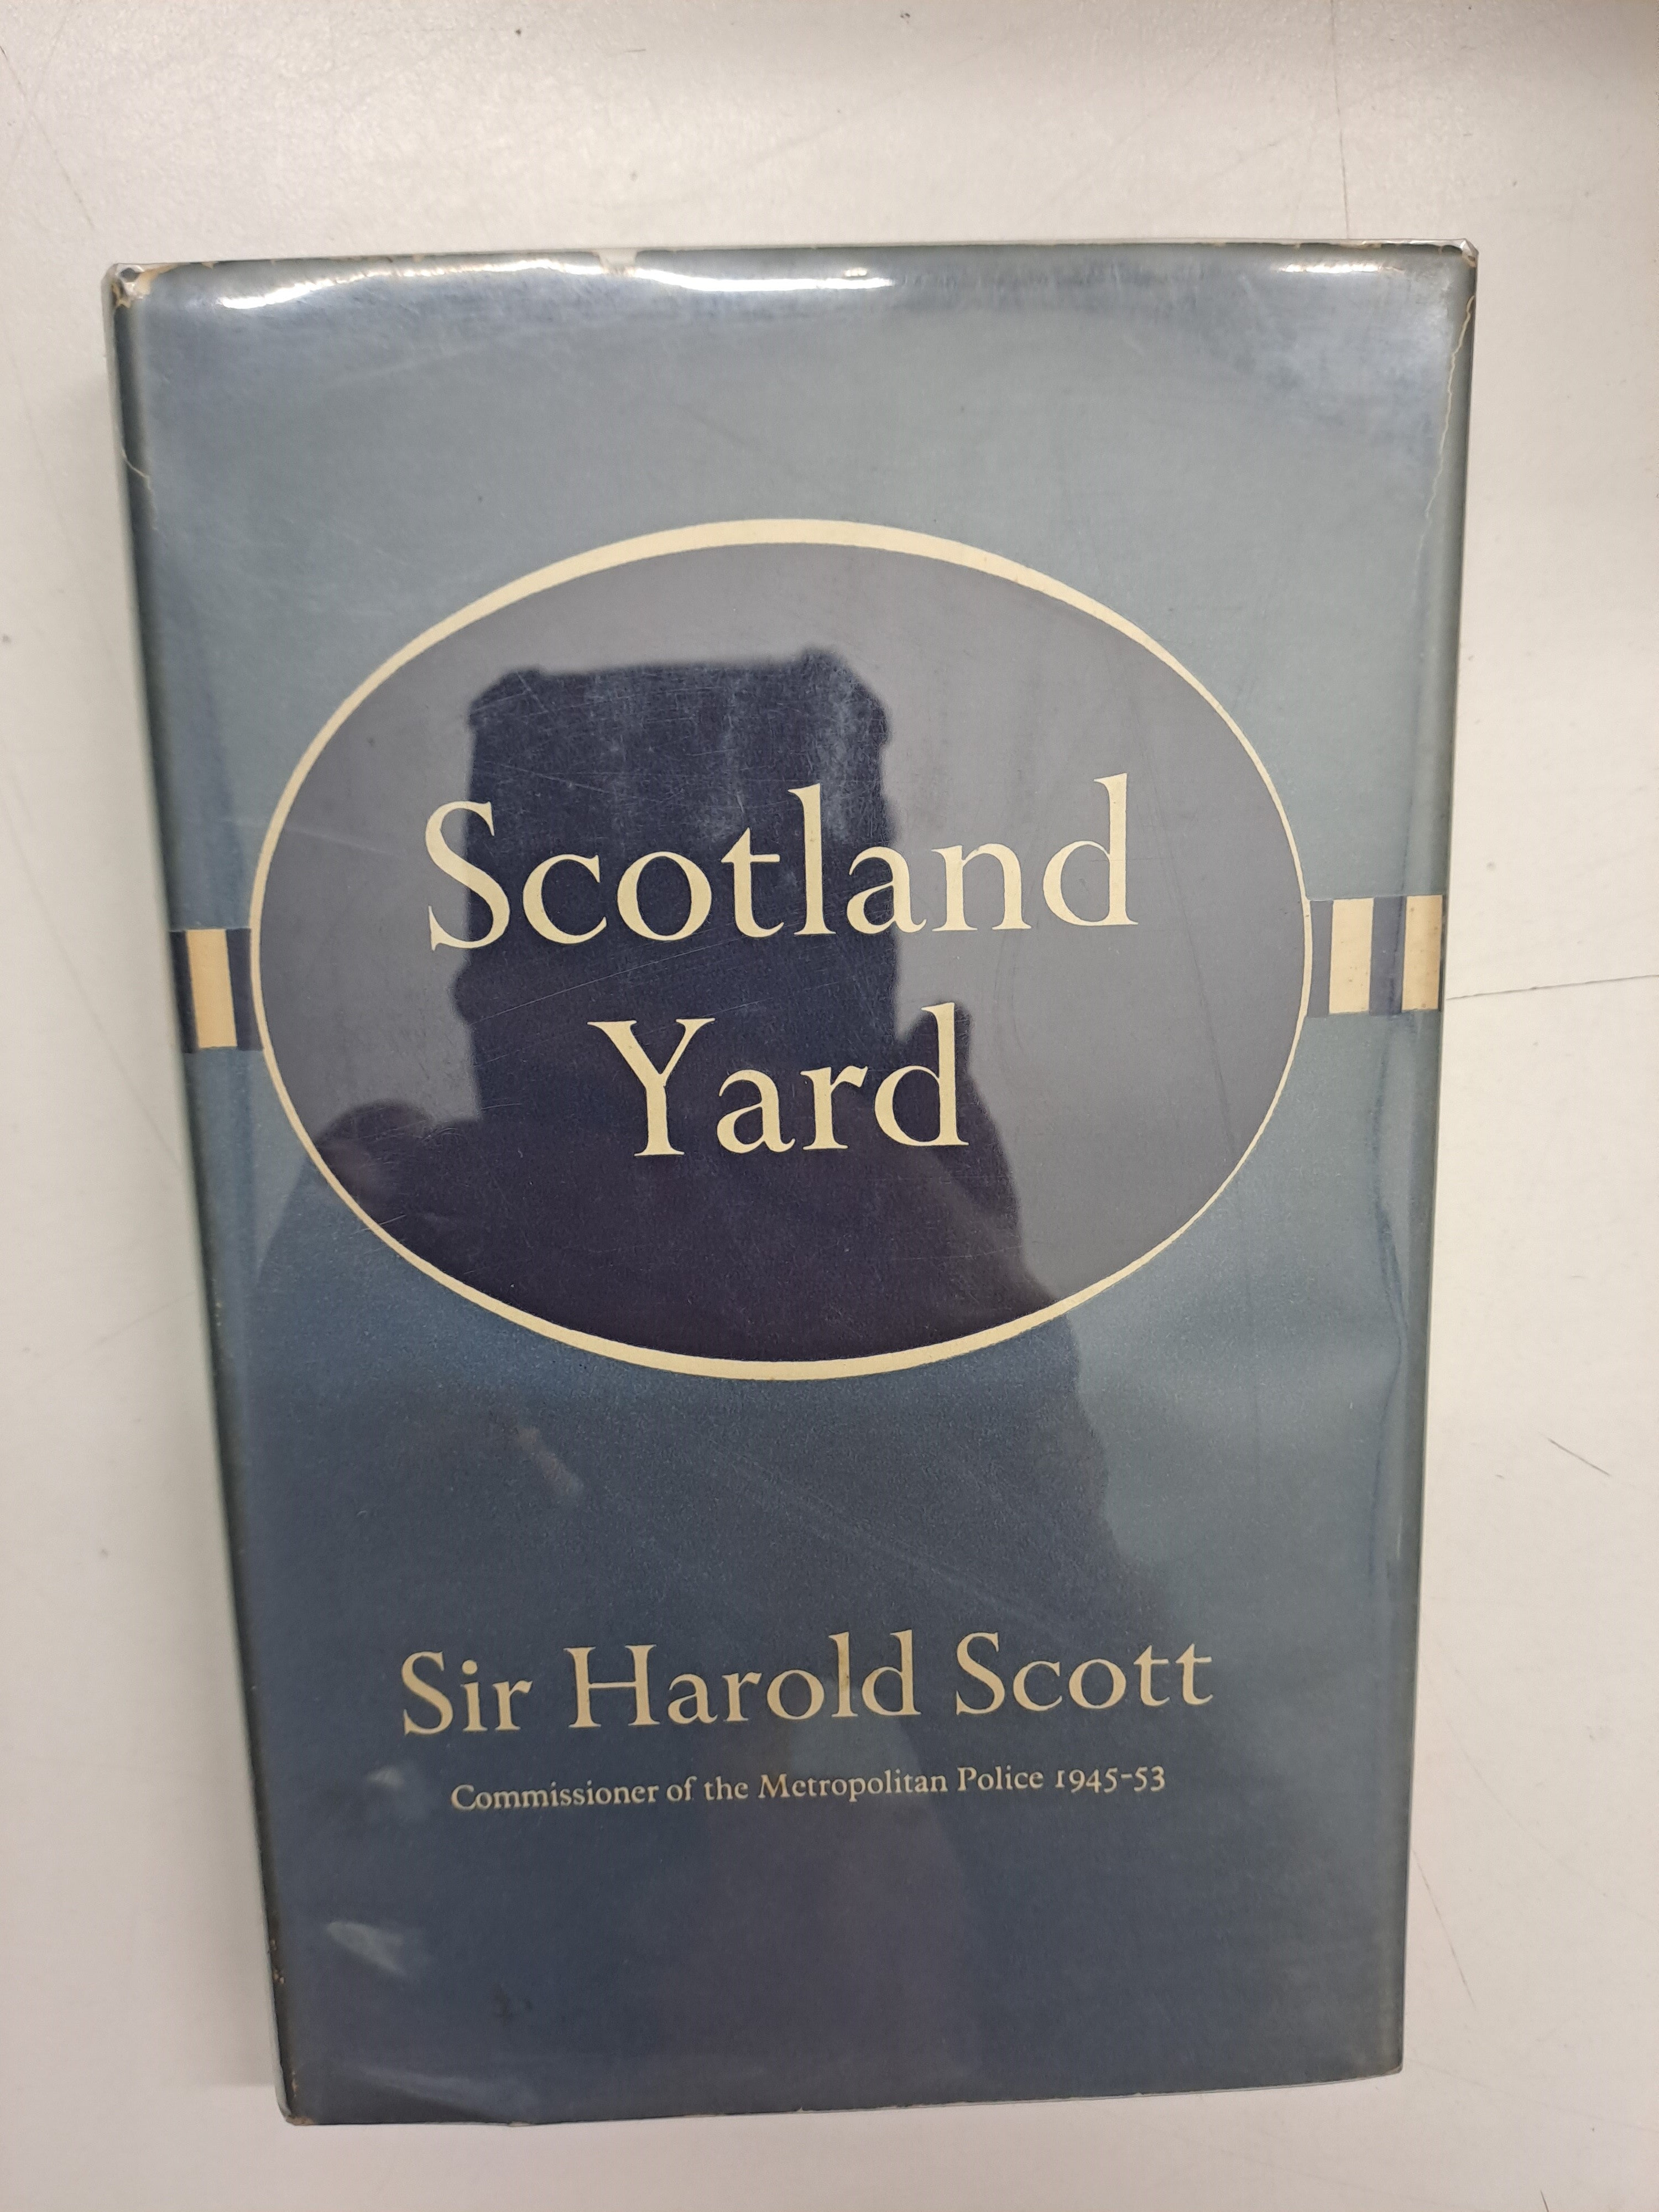 Scotland
Yard
Sir Harold Scott
Commissioner of the Metropolitan Police 1945-53